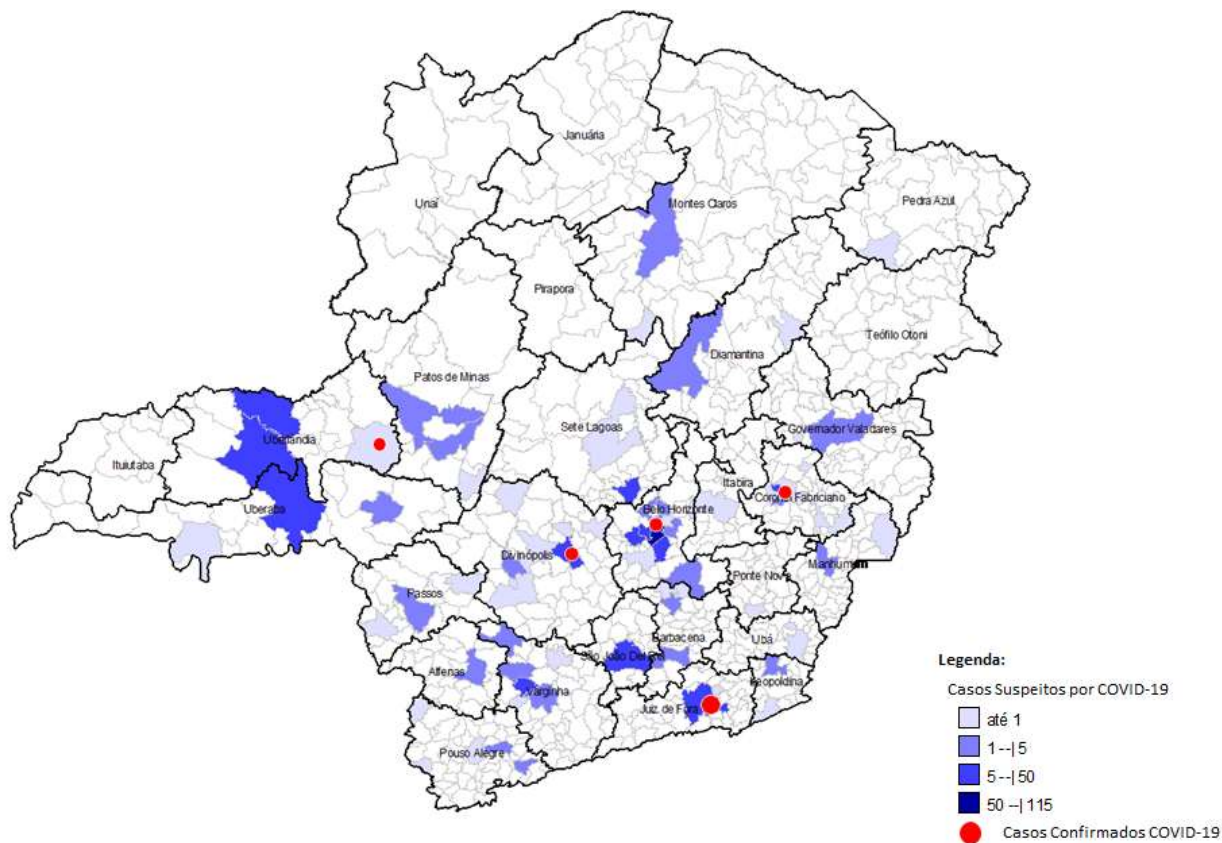 Januária
Montes Claros
Pedra Azul
Unaí
Pirapora
Teófilo Otoni
Diamantina
Patos de Minas
Sete Lagoas
Governador Valadares
Uberlandia
Ituiutaba
Itabira
Coronel Fabriciano
Uberaba
Belo Horizonte
Divinópolis
Manhumirim
Ponte Nova
Passos
Barbacena
Ubá
São João Del Rei
Alfenas
Leopoldina
Varginha
Juiz de Fora
Pouso Alegre
Legenda:
Casos Suspeitos por COVID-19
até 1
1 --| 5
5 --| 50
50 --| 115
Casos Confirmados COVID-19